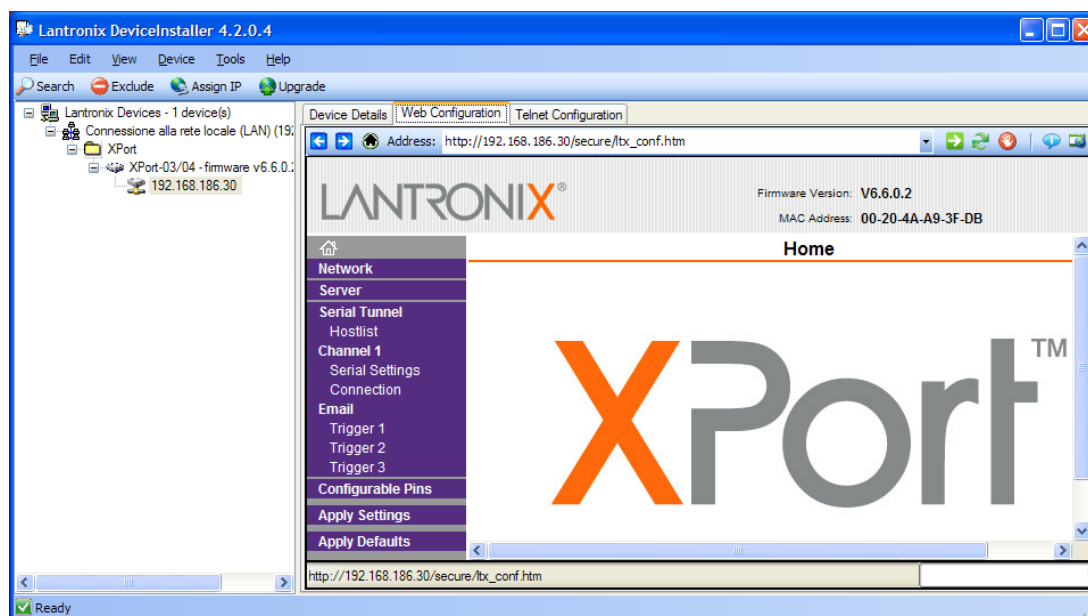 Lantronix DeviceInstaller 4.2.0.4
File Edit View Device Tools Help
Search Exclude Assign IP Upgrade
Lantronix Devices - 1 device(s)
Connessione alla rete locale (LAN) (192
XPort
XPort-03/04 - firmware v6.6.0.2
192.168.186.30
Device Details Web Configuration Telnet Configuration
Address: http://192.168.186.30/secure/ltx_conf.htm
LANTRONIX®
Firmware Version: V6.6.0.2
MAC Address: 00-20-4A-A9-3F-DB
Network
Server
Serial Tunnel
Hostlist
Channel 1
Serial Settings
Connection
Email
Trigger 1
Trigger 2
Trigger 3
Configurable Pins
Apply Settings
Apply Defaults
Home
XPort™
http://192.168.186.30/secure/ltx_conf.htm
Ready